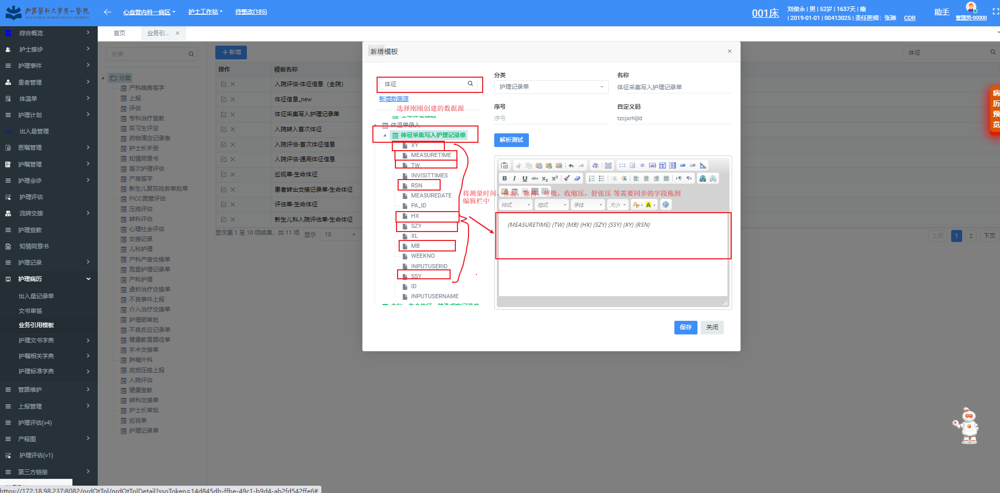 山西医科大学第一医院
FIRST HOSPITAL OF SHANXI MEDICAL UNIVERSITY
心血管内科一病区
护士工作站
待整改(185)
001床
刘俊永 | 男 | 52岁 | 1637天 | 瘤
| 2019-01-01 | 00413025 | 责任医师：张琳
CDR
助手
管理员-00000
综合概览
护士接诊
护理事件
患者管理
体温单
护理计划
出入量管理
医嘱管理
护嘱管理
护理会诊
护理评估
流转交接
护理宣教
知情同意书
护理记录
护理病历
出入量记录单
文书审签
业务引用模板
护理文书字典
护嘱相关字典
护理标准字典
管路维护
上报管理
护理评估(v4)
产程图
护理评估(v1)
第三方链接
首页
业务引...
分类
分类
产科病房签字
上报
评估
专科治疗宣教
实习生评定
药物滴定记录表
护士长手册
知情同意书
首次护理评估
产房签字
新生儿复苏抢救审批单
PICC置管评估
压疮评估
转科评估
心理社会评估
交接记录
儿科护理
产科产房交接单
危重护理记录单
产科护理
透析治疗交接单
不良事件上报
介入治疗交接单
护理部审批
不良反应记录单
健康教育路径单
手术交接单
肿瘤外科
皮损压疮上报
入院评估
健康宣教
转科交接单
护士长审批
巡视单
护理记录单
新增
体征
操作
模板名称
入院评估-体征信息（全院）
体征信息_new
体征采集写入护理记录单
入院转入首次体征
入院评估-首次体征信息
入院评估-通用体征信息
巡视单-生命体征
患者转出交接记录单-生命体征
评估单-生命体征
新生儿科入院评估单-生命体征
显示第 1 至 10 项结果，共 11 项
显示
10
上页
1
2
下页
新增模板
体征
新增数据源
选择刚刚创建的数据源
体温单录入
体征采集写入护理记录单
XY
MEASURETIME
TW
INVISITTIMES
RSN
MEASUREDATE
PA_ID
HX
SZY
XL
MB
WEEKNO
INPUTUSERID
SSY
ID
INPUTUSERNAME
分类
护理记录单
名称
体征采集写入护理记录单
序号
序号
自定义码
tzcjxrhljld
解析测试
将测量时间，体温，脉搏，呼吸，收缩压，舒张压 等需要同步的字段拖到
编辑栏中
样式
格式
字体
大小
{MEASURETIME} {TW} {MB} {HX} {SZY} {SSY} {XY} {RSN}
保存
关闭
病
历
预
览
https://172.18.98.237:8082/nrdQtTpl/nrdQtTplDetail?ssoToken=14d845db-ffbe-49c1-b9d4-ab2fd542ffe6#